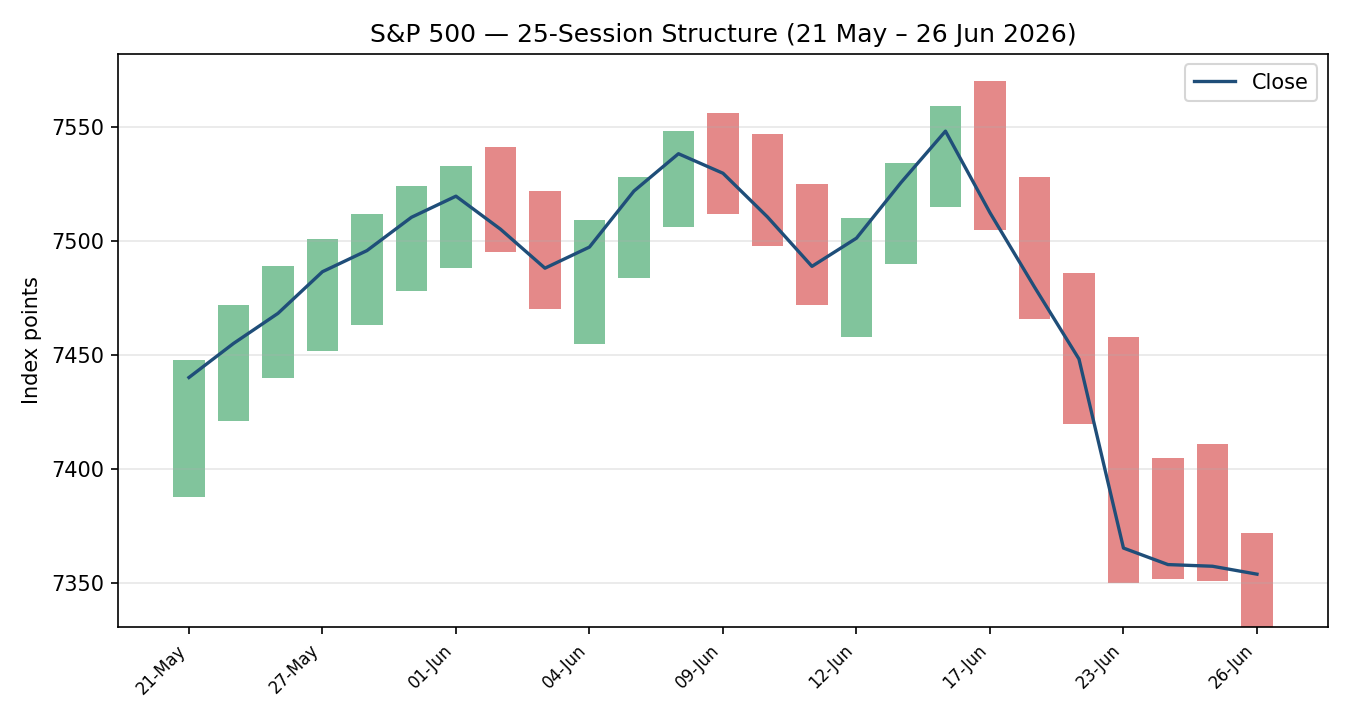 S&P 500 — 25-Session Structure (21 May – 26 Jun 2026)
Close
Index points
7550
7500
7450
7400
7350
21-May
27-May
01-Jun
04-Jun
09-Jun
12-Jun
17-Jun
23-Jun
26-Jun